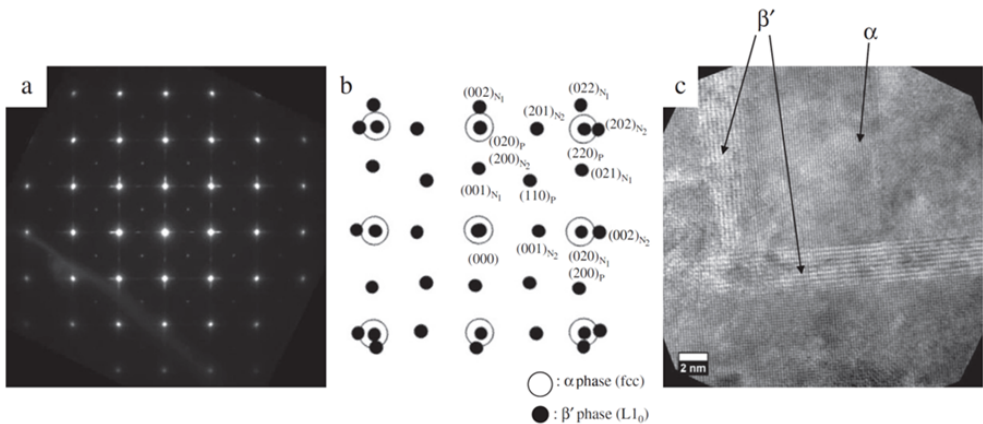 a
b
(002)N₁
(022)N₁
(201)N₂
(202)N₂
(020)P
(220)P
(200)N₂
(021)N₁
(001)N₁
(110)P
(002)N₂
(000)
(001)N₂
(020)N₁
(200)P
: α phase (fcc)
: β′ phase (L1₀)
β′
α
c
2 nm